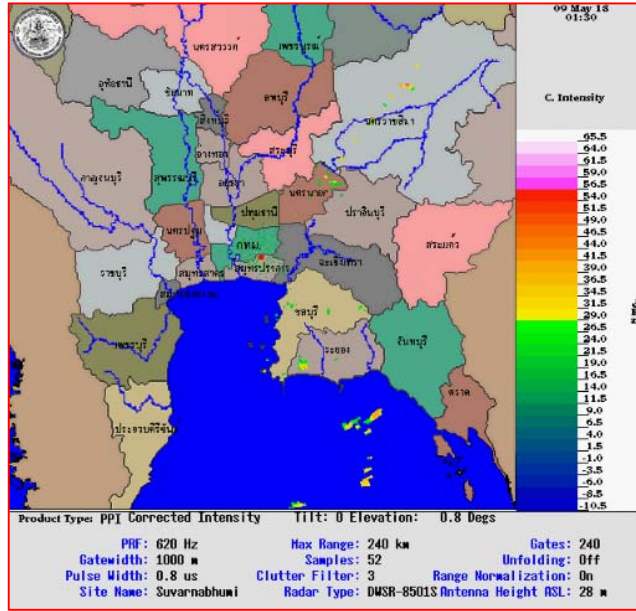 09 May 18
01:30
C. Intensity
65.5
64.0
61.5
59.0
56.5
54.0
51.5
49.0
46.5
44.0
41.5
39.0
36.5
34.0
31.5
29.0
26.5
24.0
21.5
19.0
16.5
14.0
11.5
9.0
6.5
4.0
1.5
-1.0
-3.5
-6.0
-8.5
-10.5
นครสวรรค์
เพชรบูรณ์
อุทัยธานี
ชัยนาท
ลพบุรี
สิงห์บุรี
นครราชสีมา
กาญจนบุรี
สุพรรณบุรี
อ่างทอง
สระบุรี
อยุธยา
นครนายก
ปราจีนบุรี
ปทุมธานี
นครปฐม
กทม.
สระแก้ว
ราชบุรี
สมุทรสาคร
สมุทรปราการ
ฉะเชิงเทรา
ชลบุรี
เพชรบุรี
ระยอง
จันทบุรี
ตราด
ประจวบคีรีขันธ์
Product Type: PPI Corrected Intensity Tilt: 0 Elevation: 0.8 Degs
PRF: 620 Hz Max Range: 240 km Gates: 240
Gatewidth: 1000 m Samples: 52 Unfolding: Off
Pulse Width: 0.8 us Clutter Filter: 3 Range Normalization: On
Site Name: Suvarnabhumi Radar Type: DWSR-8501S Antenna Height ASL: 28 m